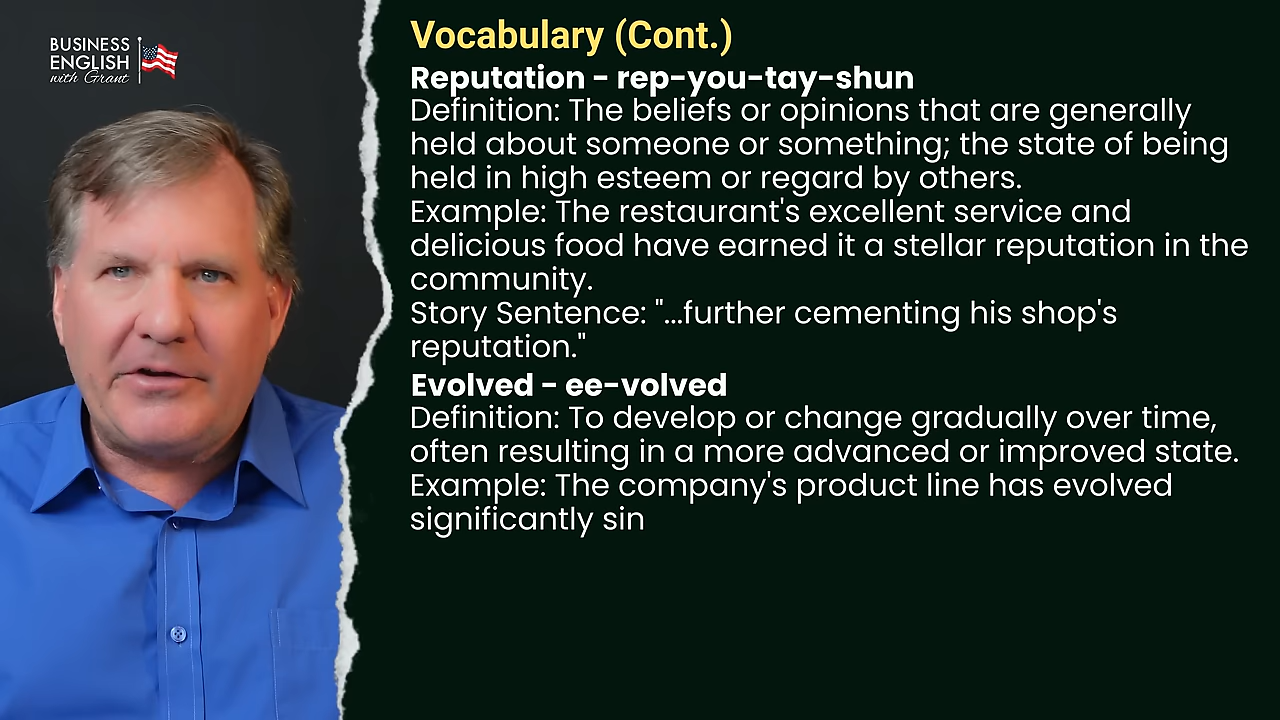 BUSINESS
ENGLISH
with Grant
Vocabulary (Cont.)
Reputation - rep-you-tay-shun
Definition: The beliefs or opinions that are generally
held about someone or something; the state of being
held in high esteem or regard by others.
Example: The restaurant's excellent service and
delicious food have earned it a stellar reputation in the
community.
Story Sentence: "...further cementing his shop's
reputation."
Evolved - ee-volved
Definition: To develop or change gradually over time,
often resulting in a more advanced or improved state.
Example: The company's product line has evolved
significantly sin